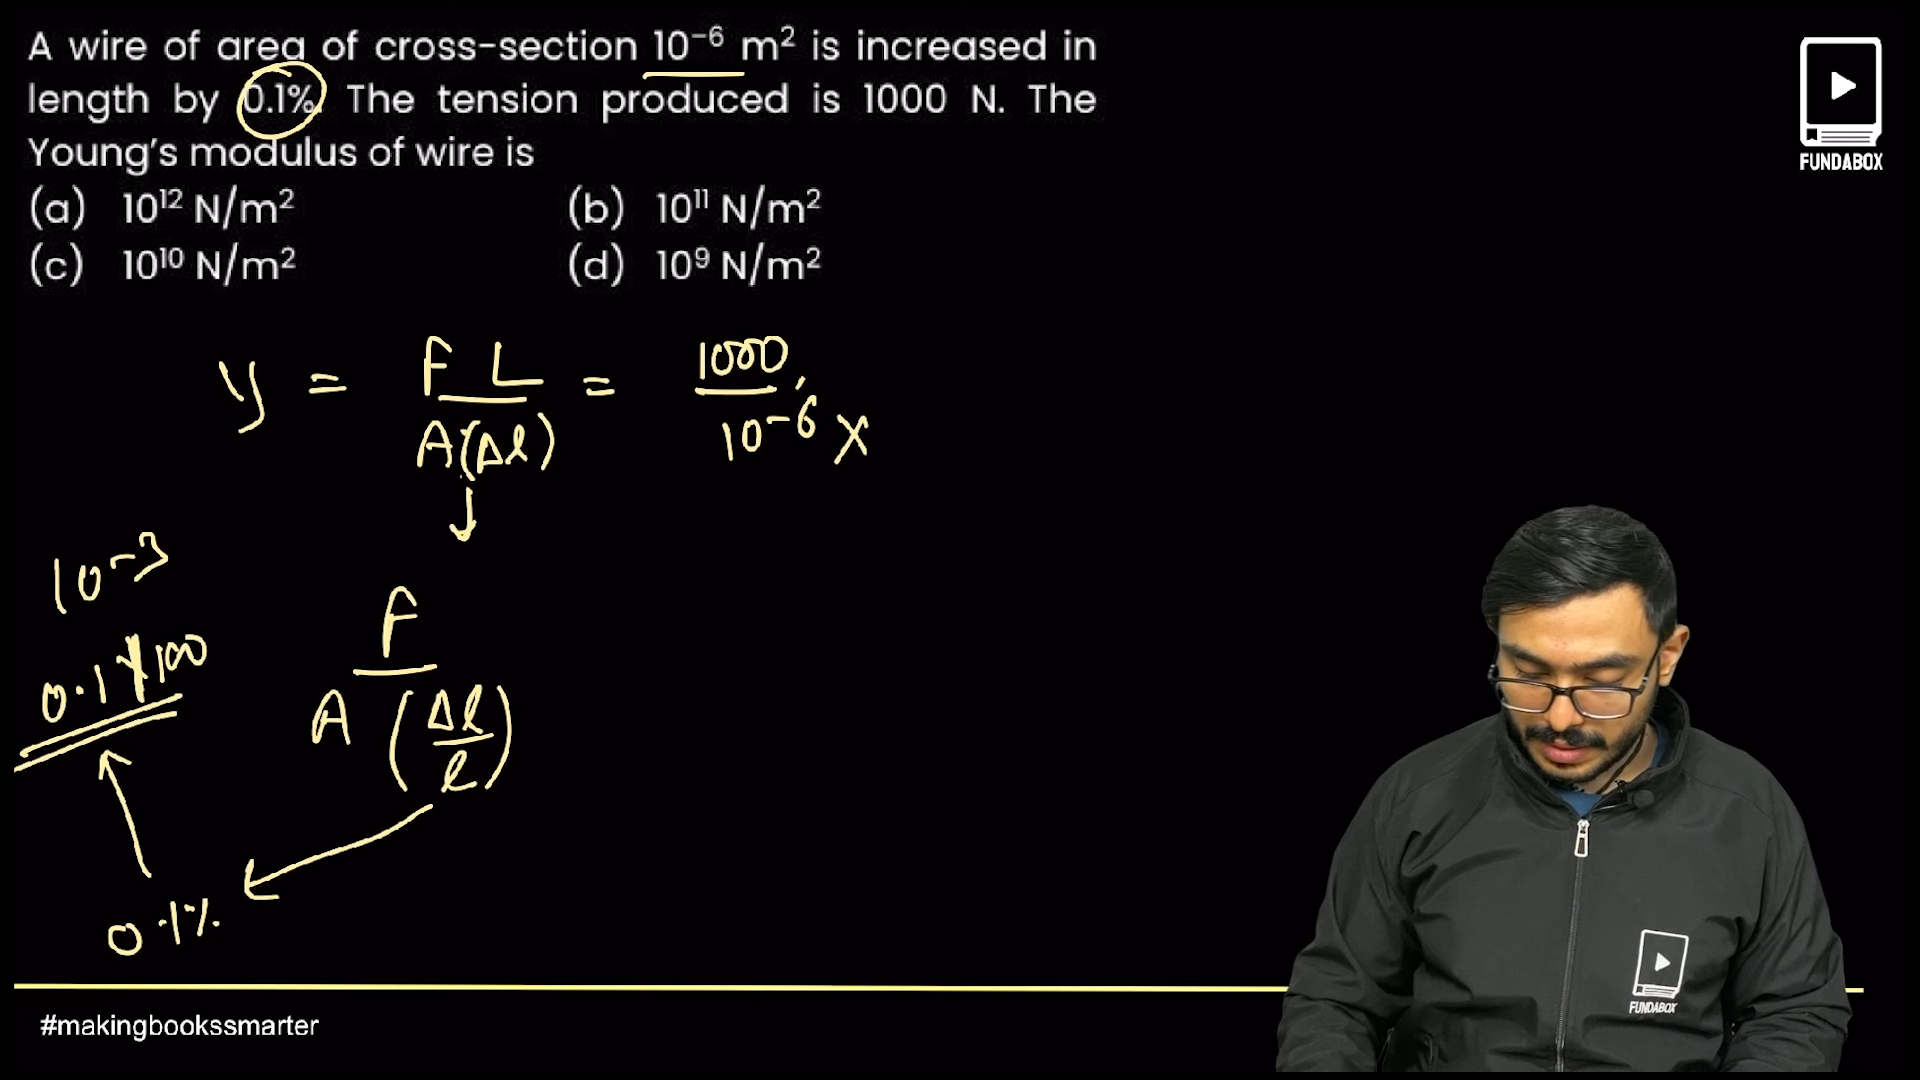 A wire of area of cross-section 10⁻⁶ m² is increased in
length by 0.1%. The tension produced is 1000 N. The
Young's modulus of wire is
(a) 10¹² N/m² (b) 10¹¹ N/m²
(c) 10¹⁰ N/m² (d) 10⁹ N/m²
FUNDABOX
y = F L / A(Δl) = 1000 / 10⁻⁶ x
10⁻³
0.1 100
F
A (Δl / l)
0.1%
FUNDABOX
#makingbookssmarter